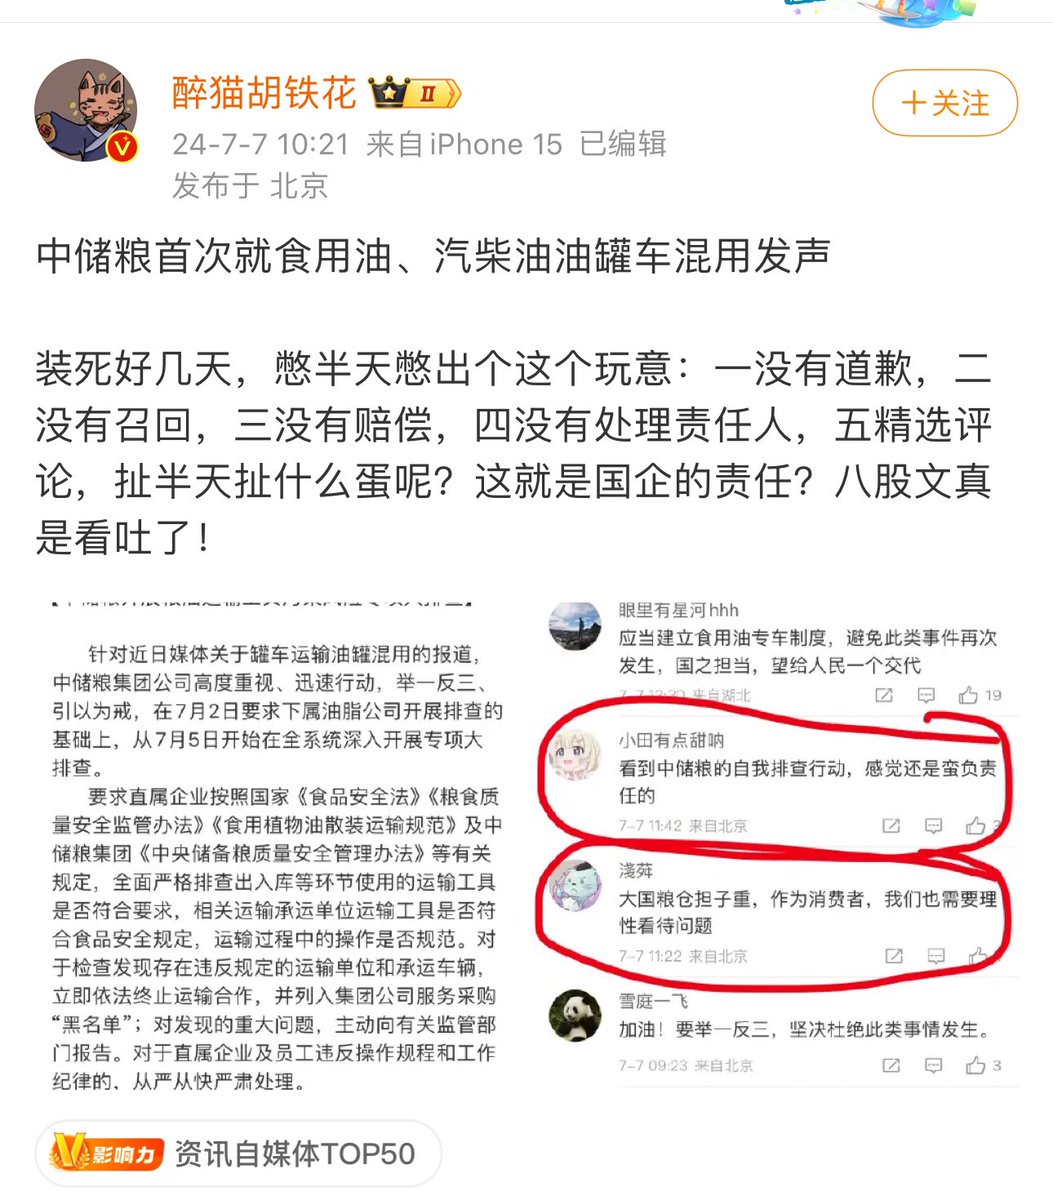 醉猫胡铁花 II
+关注
24-7-7 10:21 来自 iPhone 15 已编辑
发布于 北京
中储粮首次就食用油、汽柴油油罐车混用发声
装死好几天，憋半天憋出个这个玩意：一没有道歉，二
没有召回，三没有赔偿，四没有处理责任人，五精选评
论，扯半天扯什么蛋呢？这就是国企的责任？八股文真
是看吐了！
针对近日媒体关于罐车运输油罐混用的报道，
中储粮集团公司高度重视、迅速行动，举一反三、
引以为戒，在7月2日要求下属油脂公司开展排查的
基础上，从7月5日开始在全系统深入开展专项大
排查。
要求直属企业按照国家《食品安全法》《粮食质
量安全监管办法》《食用植物油散装运输规范》及中
储粮集团《中央储备粮质量安全管理办法》等有关
规定，全面严格排查出入库等环节使用的运输工具
是否符合要求，相关运输承运单位运输工具是否符
合食品安全规定，运输过程中的操作是否规范。对
于检查发现存在违反规定的运输单位和承运车辆，
立即依法终止运输合作，并列入集团公司服务采购
“黑名单”；对发现的重大问题，主动向有关监管部
门报告。对于直属企业及员工违反操作规程和工作
纪律的，从严从快严肃处理。
眼里有星河hhh
应当建立食用油专车制度，避免此类事件再次
发生，国之担当，望给人民一个交代
来自湖北
19
小田有点甜呐
看到中储粮的自我排查行动，感觉还是蛮负责
任的
7-7 11:42 来自北京
淺荈
大国粮仓担子重，作为消费者，我们也需要理
性看待问题
7-7 11:22 来自北京
雪庭一飞
加油！要举一反三，坚决杜绝此类事情发生。
7-7 09:23 来自北京
3
影响力 资讯自媒体TOP50